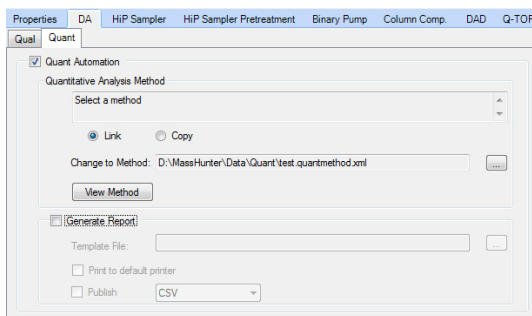 Properties DA HiP Sampler HiP Sampler Pretreatment Binary Pump Column Comp. DAD Q-TOF
Qual Quant
Quant Automation
Quantitative Analysis Method
Select a method
Link Copy
Change to Method: D:\MassHunter\Data\Quant\test.quantmethod.xml ...
View Method
Generate Report
Template File: ...
Print to default printer
Publish CSV